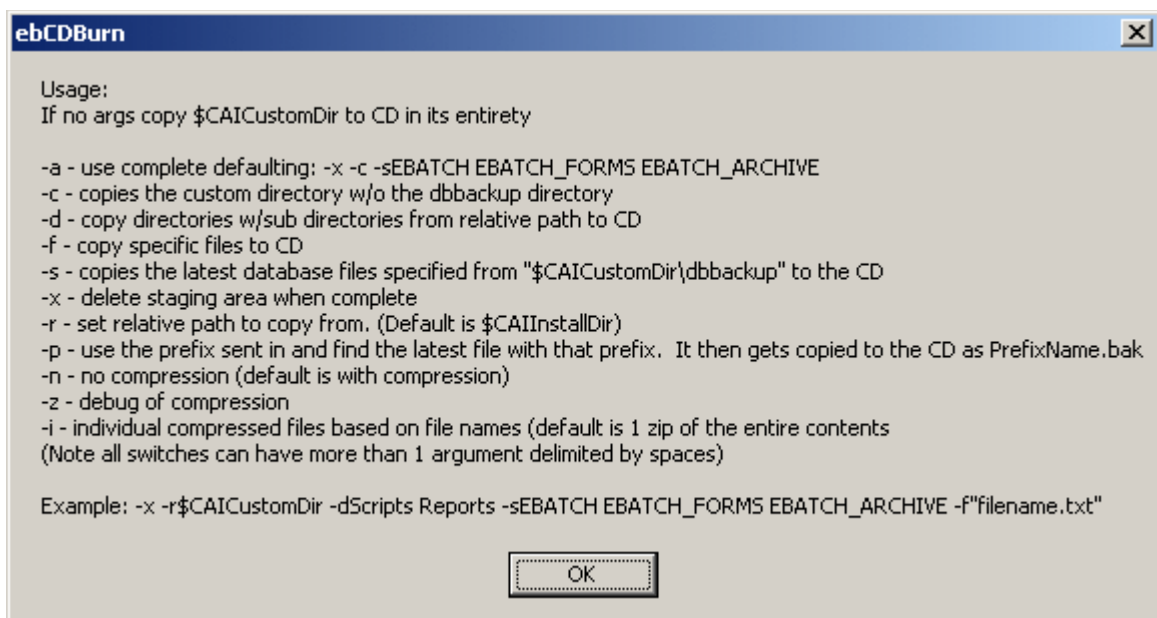 ebCDBurn
Usage:
If no args copy $CAICustomDir to CD in its entirety
-a - use complete defaulting: -x -c -sEBATCH EBATCH_FORMS EBATCH_ARCHIVE
-c - copies the custom directory w/o the dbbackup directory
-d - copy directories w/sub directories from relative path to CD
-f - copy specific files to CD
-s - copies the latest database files specified from "$CAICustomDir\dbbackup" to the CD
-x - delete staging area when complete
-r - set relative path to copy from. (Default is $CAIInstallDir)
-p - use the prefix sent in and find the latest file with that prefix.  It then gets copied to the CD as PrefixName.bak
-n - no compression (default is with compression)
-z - debug of compression
-i - individual compressed files based on file names (default is 1 zip of the entire contents
(Note all switches can have more than 1 argument delimited by spaces)
Example: -x -r$CAICustomDir -dScripts Reports -sEBATCH EBATCH_FORMS EBATCH_ARCHIVE -f"filename.txt"
OK